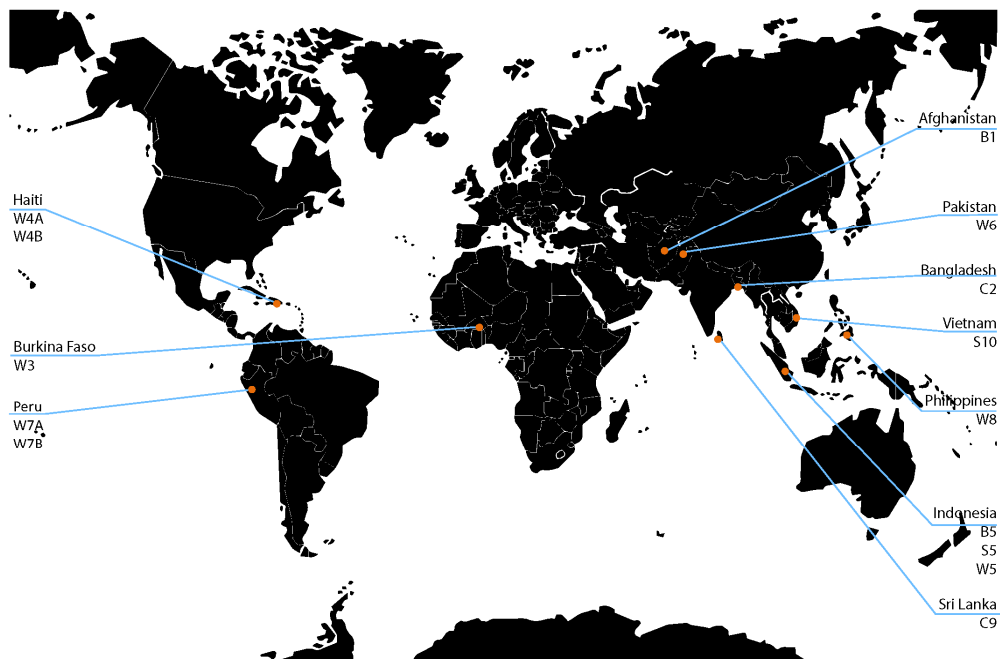 Haiti
W4A
W4B
Burkina Faso
W3
Peru
W7A
W7B
Afghanistan
B1
Pakistan
W6
Bangladesh
C2
Vietnam
S10
Philippines
W8
Indonesia
B5
S5
W5
Sri Lanka
C9